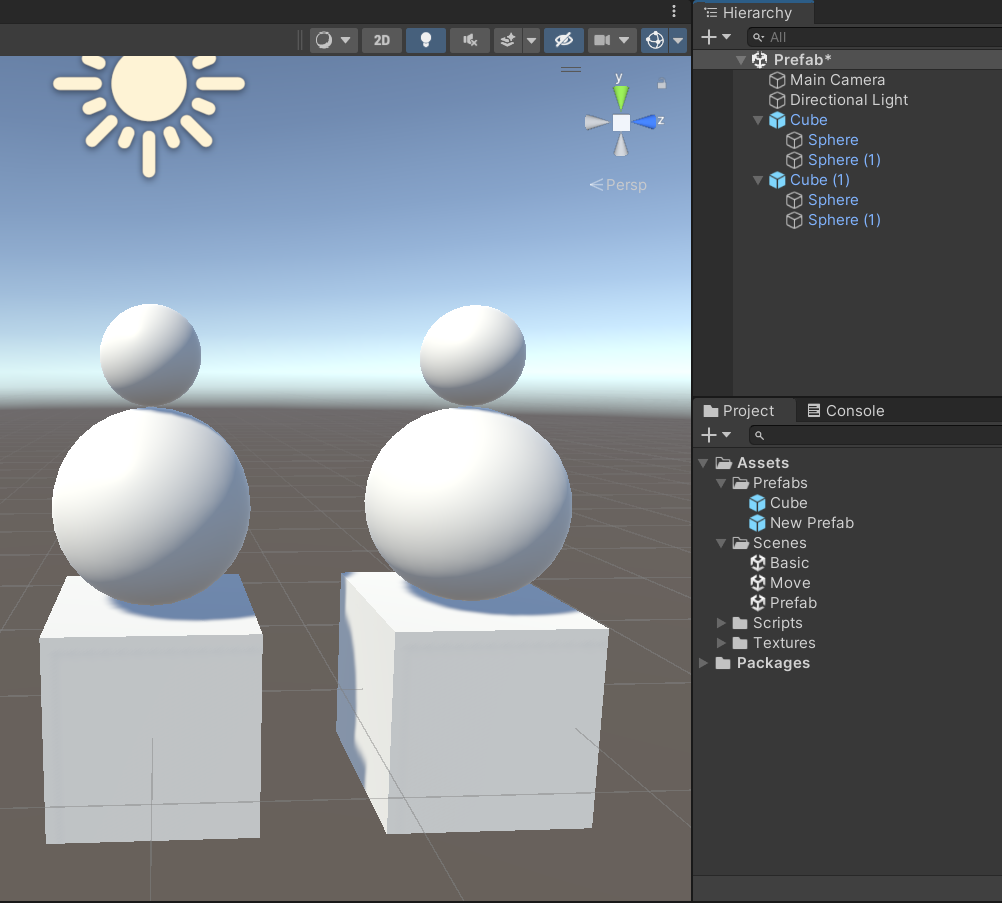 Hierarchy
All
2D
Prefab*
Main Camera
Directional Light
Cube
Sphere
Sphere (1)
Cube (1)
Sphere
Sphere (1)
y
z
Persp
Project
Console
Assets
Prefabs
Cube
New Prefab
Scenes
Basic
Move
Prefab
Scripts
Textures
Packages